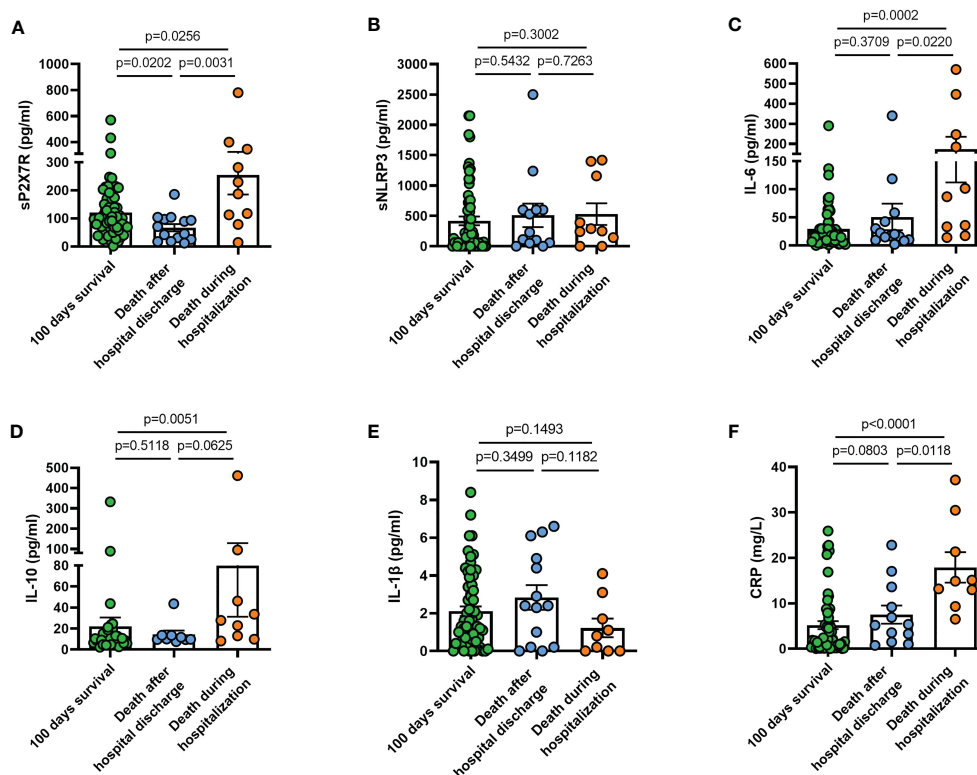 A
p=0.0256
p=0.0202 p=0.0031
sP2X7R (pg/ml)
1000
800
600
400
300
200
100
0
100 days survival
Death after
hospital discharge
Death during
hospitalization
B
p=0.3002
p=0.5432 p=0.7263
sNLRP3 (pg/ml)
3000
2500
2000
1500
1000
500
0
100 days survival
Death after
hospital discharge
Death during
hospitalization
C
p=0.0002
p=0.3709 p=0.0220
IL-6 (pg/ml)
600
500
400
300
200
150
100
50
0
100 days survival
Death after
hospital discharge
Death during
hospitalization
D
p=0.0051
p=0.5118 p=0.0625
IL-10 (pg/ml)
500
400
300
200
100
80
60
40
20
0
100 days survival
Death after
hospital discharge
Death during
hospitalization
E
p=0.1493
p=0.3499 p=0.1182
IL-1β (pg/ml)
10
8
6
4
2
0
100 days survival
Death after
hospital discharge
Death during
hospitalization
F
p<0.0001
p=0.0803 p=0.0118
CRP (mg/L)
40
30
20
10
0
100 days survival
Death after
hospital discharge
Death during
hospitalization